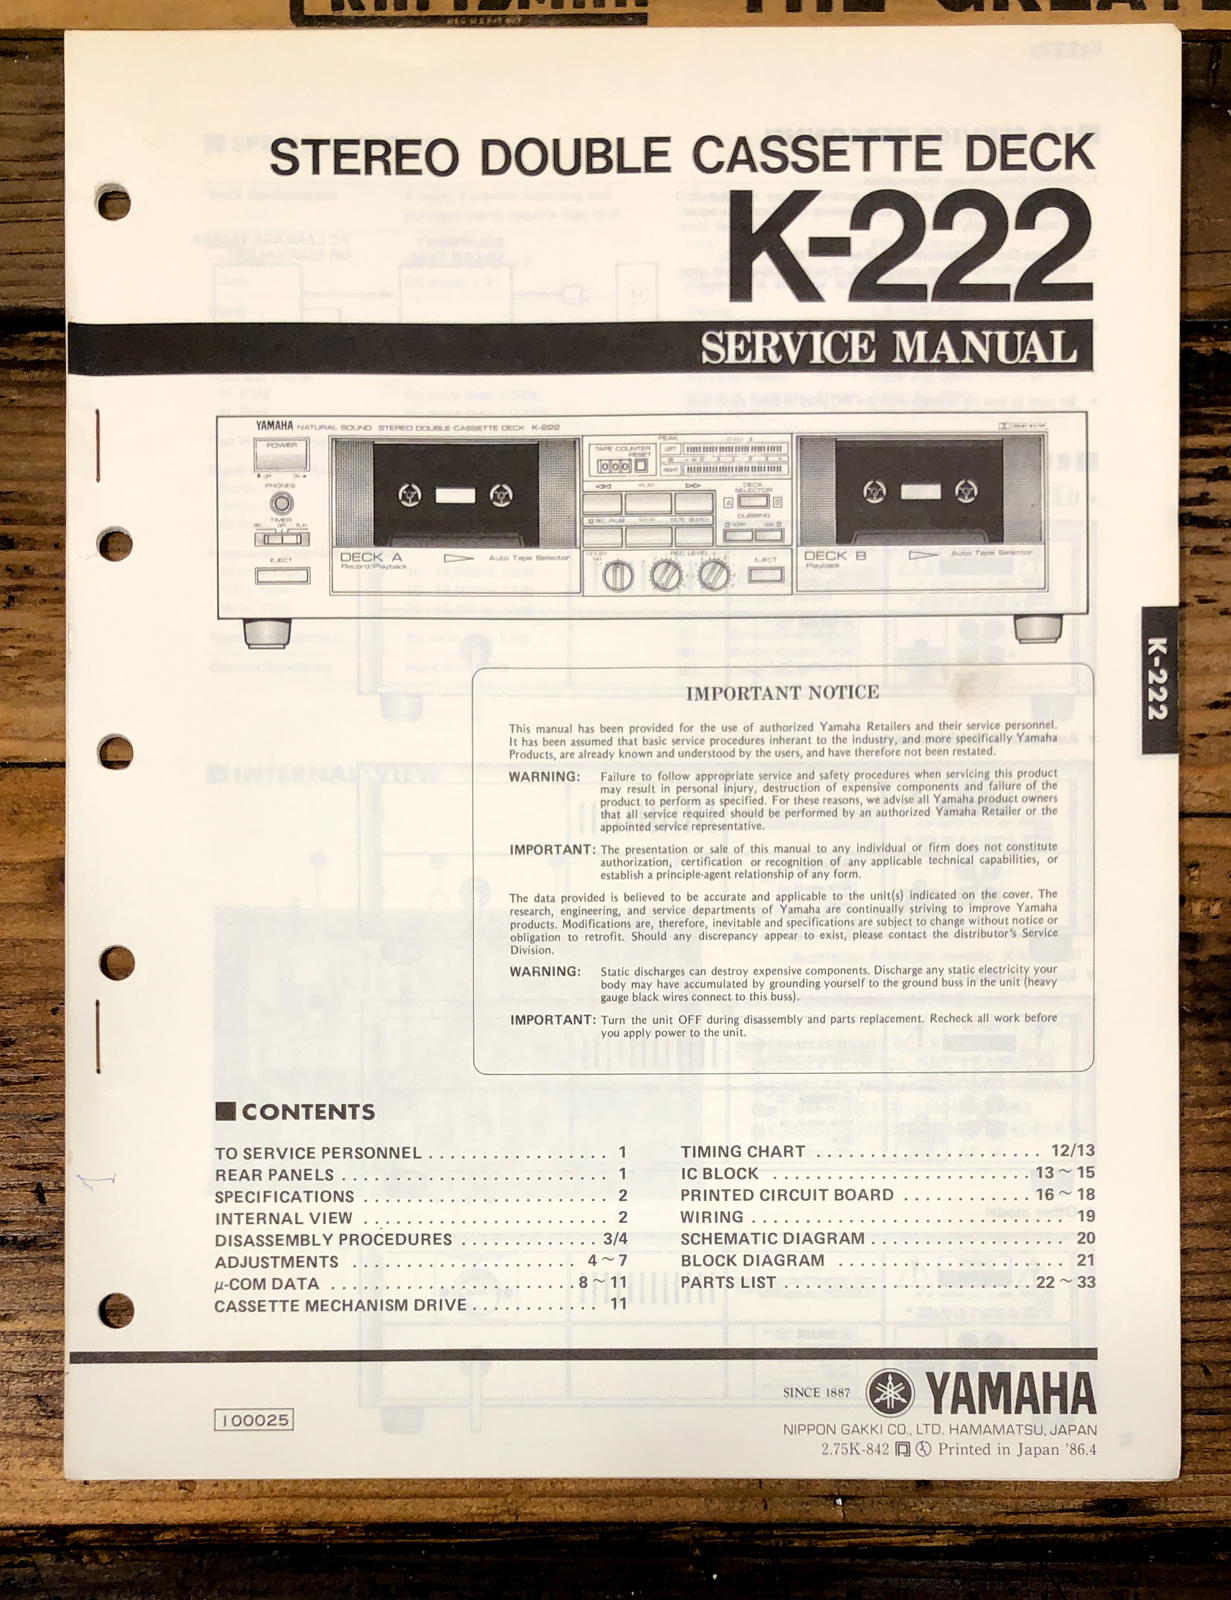 THE GREATE
STEREO DOUBLE CASSETTE DECK
K-222
SERVICE MANUAL
YAMAHA NATURAL SOUND STEREO DOUBLE CASSETTE DECK K-222
POWER
PHONES
TIMER
EJECT
DECK A
Record/Playback
Auto Tape Selector
TAPE COUNTER
RESET
000
PEAK
LEFT
RIGHT
PLAY
DECK
SELECTOR
A B
DUBBING
REC LEVEL
EJECT
DECK B
Playback
Auto Tape Selector
K-222
IMPORTANT NOTICE
This manual has been provided for the use of authorized Yamaha Retailers and their service personnel.
It has been assumed that basic service procedures inherant to the industry, and more specifically Yamaha
Products, are already known and understood by the users, and have therefore not been restated.
WARNING: Failure to follow appropriate service and safety procedures when servicing this product
may result in personal injury, destruction of expensive components and failure of the
product to perform as specified. For these reasons, we advise all Yamaha product owners
that all service required should be performed by an authorized Yamaha Retailer or the
appointed service representative.
IMPORTANT: The presentation or sale of this manual to any individual or firm does not constitute
authorization, certification or recognition of any applicable technical capabilities, or
establish a principle-agent relationship of any form.
The data provided is believed to be accurate and applicable to the unit(s) indicated on the cover. The
research, engineering, and service departments of Yamaha are continually striving to improve Yamaha
products. Modifications are, therefore, inevitable and specifications are subject to change without notice or
obligation to retrofit. Should any discrepancy appear to exist, please contact the distributor's Service
Division.
WARNING: Static discharges can destroy expensive components. Discharge any static electricity your
body may have accumulated by grounding yourself to the ground buss in the unit (heavy
gauge black wires connect to this buss).
IMPORTANT: Turn the unit OFF during disassembly and parts replacement. Recheck all work before
you apply power to the unit.
■ CONTENTS
TO SERVICE PERSONNEL . . . . . . . . . . . . . . . . . 1
REAR PANELS . . . . . . . . . . . . . . . . . . . . . . . . . 1
SPECIFICATIONS . . . . . . . . . . . . . . . . . . . . . . . 2
INTERNAL VIEW . . . . . . . . . . . . . . . . . . . . . . . 2
DISASSEMBLY PROCEDURES . . . . . . . . . . . . . 3/4
ADJUSTMENTS . . . . . . . . . . . . . . . . . . . . . 4 ~ 7
μ-COM DATA . . . . . . . . . . . . . . . . . . . . . . . 8 ~ 11
CASSETTE MECHANISM DRIVE . . . . . . . . . . . . 11
TIMING CHART . . . . . . . . . . . . . . . . . . . . . 12/13
IC BLOCK . . . . . . . . . . . . . . . . . . . . . . . . 13 ~ 15
PRINTED CIRCUIT BOARD . . . . . . . . . . . . 16 ~ 18
WIRING . . . . . . . . . . . . . . . . . . . . . . . . . . . . . 19
SCHEMATIC DIAGRAM . . . . . . . . . . . . . . . . . . 20
BLOCK DIAGRAM . . . . . . . . . . . . . . . . . . . . . . 21
PARTS LIST . . . . . . . . . . . . . . . . . . . . . . . 22 ~ 33
SINCE 1887 YAMAHA
NIPPON GAKKI CO., LTD. HAMAMATSU, JAPAN
2.75K-842 Printed in Japan '86.4
100025